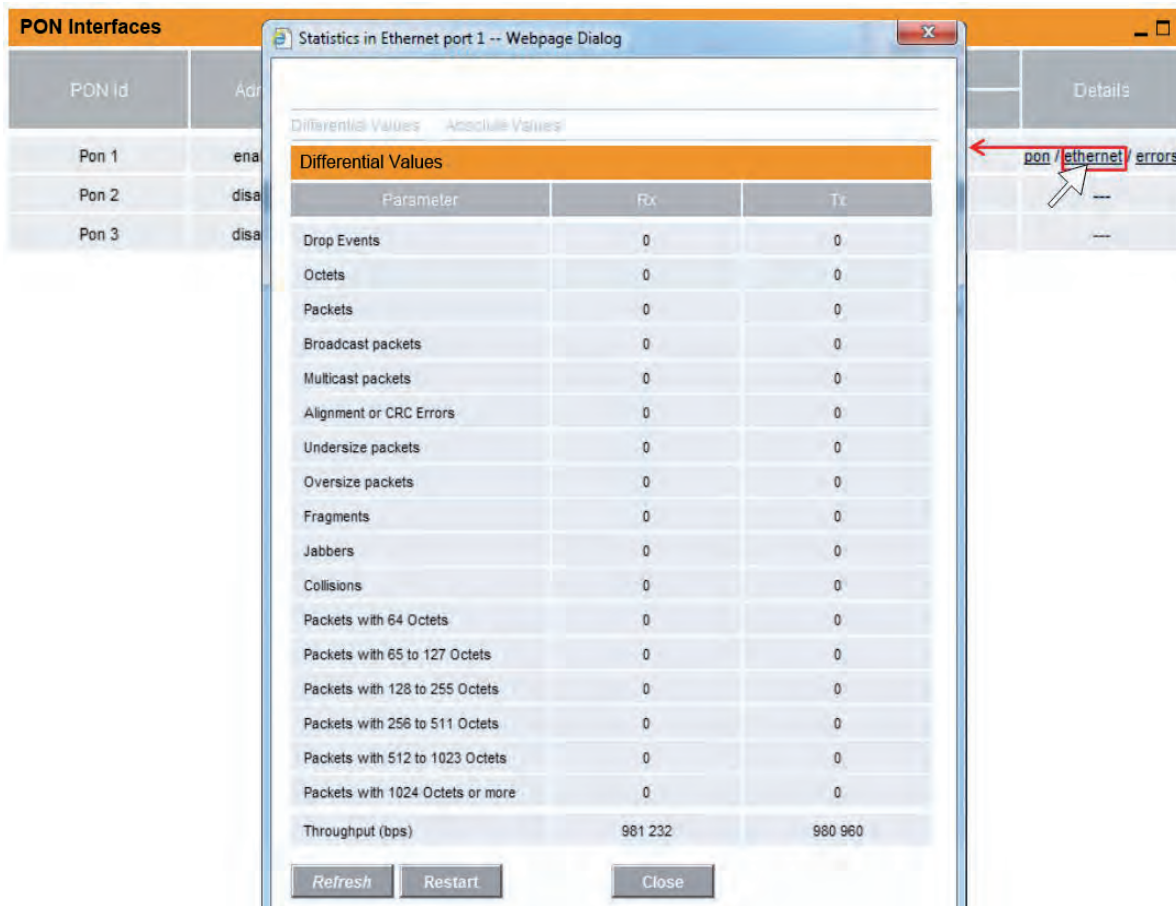 PON Interfaces
Statistics in Ethernet port 1 -- Webpage Dialog
PON Id
Details
Differential Values Absolute Values
Pon 1
pon / ethernet / errors
Differential Values
Pon 2
---
Parameter Rx Tx
Pon 3
---
Drop Events 0 0
Octets 0 0
Packets 0 0
Broadcast packets 0 0
Multicast packets 0 0
Alignment or CRC Errors 0 0
Undersize packets 0 0
Oversize packets 0 0
Fragments 0 0
Jabbers 0 0
Collisions 0 0
Packets with 64 Octets 0 0
Packets with 65 to 127 Octets 0 0
Packets with 128 to 255 Octets 0 0
Packets with 256 to 511 Octets 0 0
Packets with 512 to 1023 Octets 0 0
Packets with 1024 Octets or more 0 0
Throughput (bps) 981 232 980 960
Refresh Restart Close